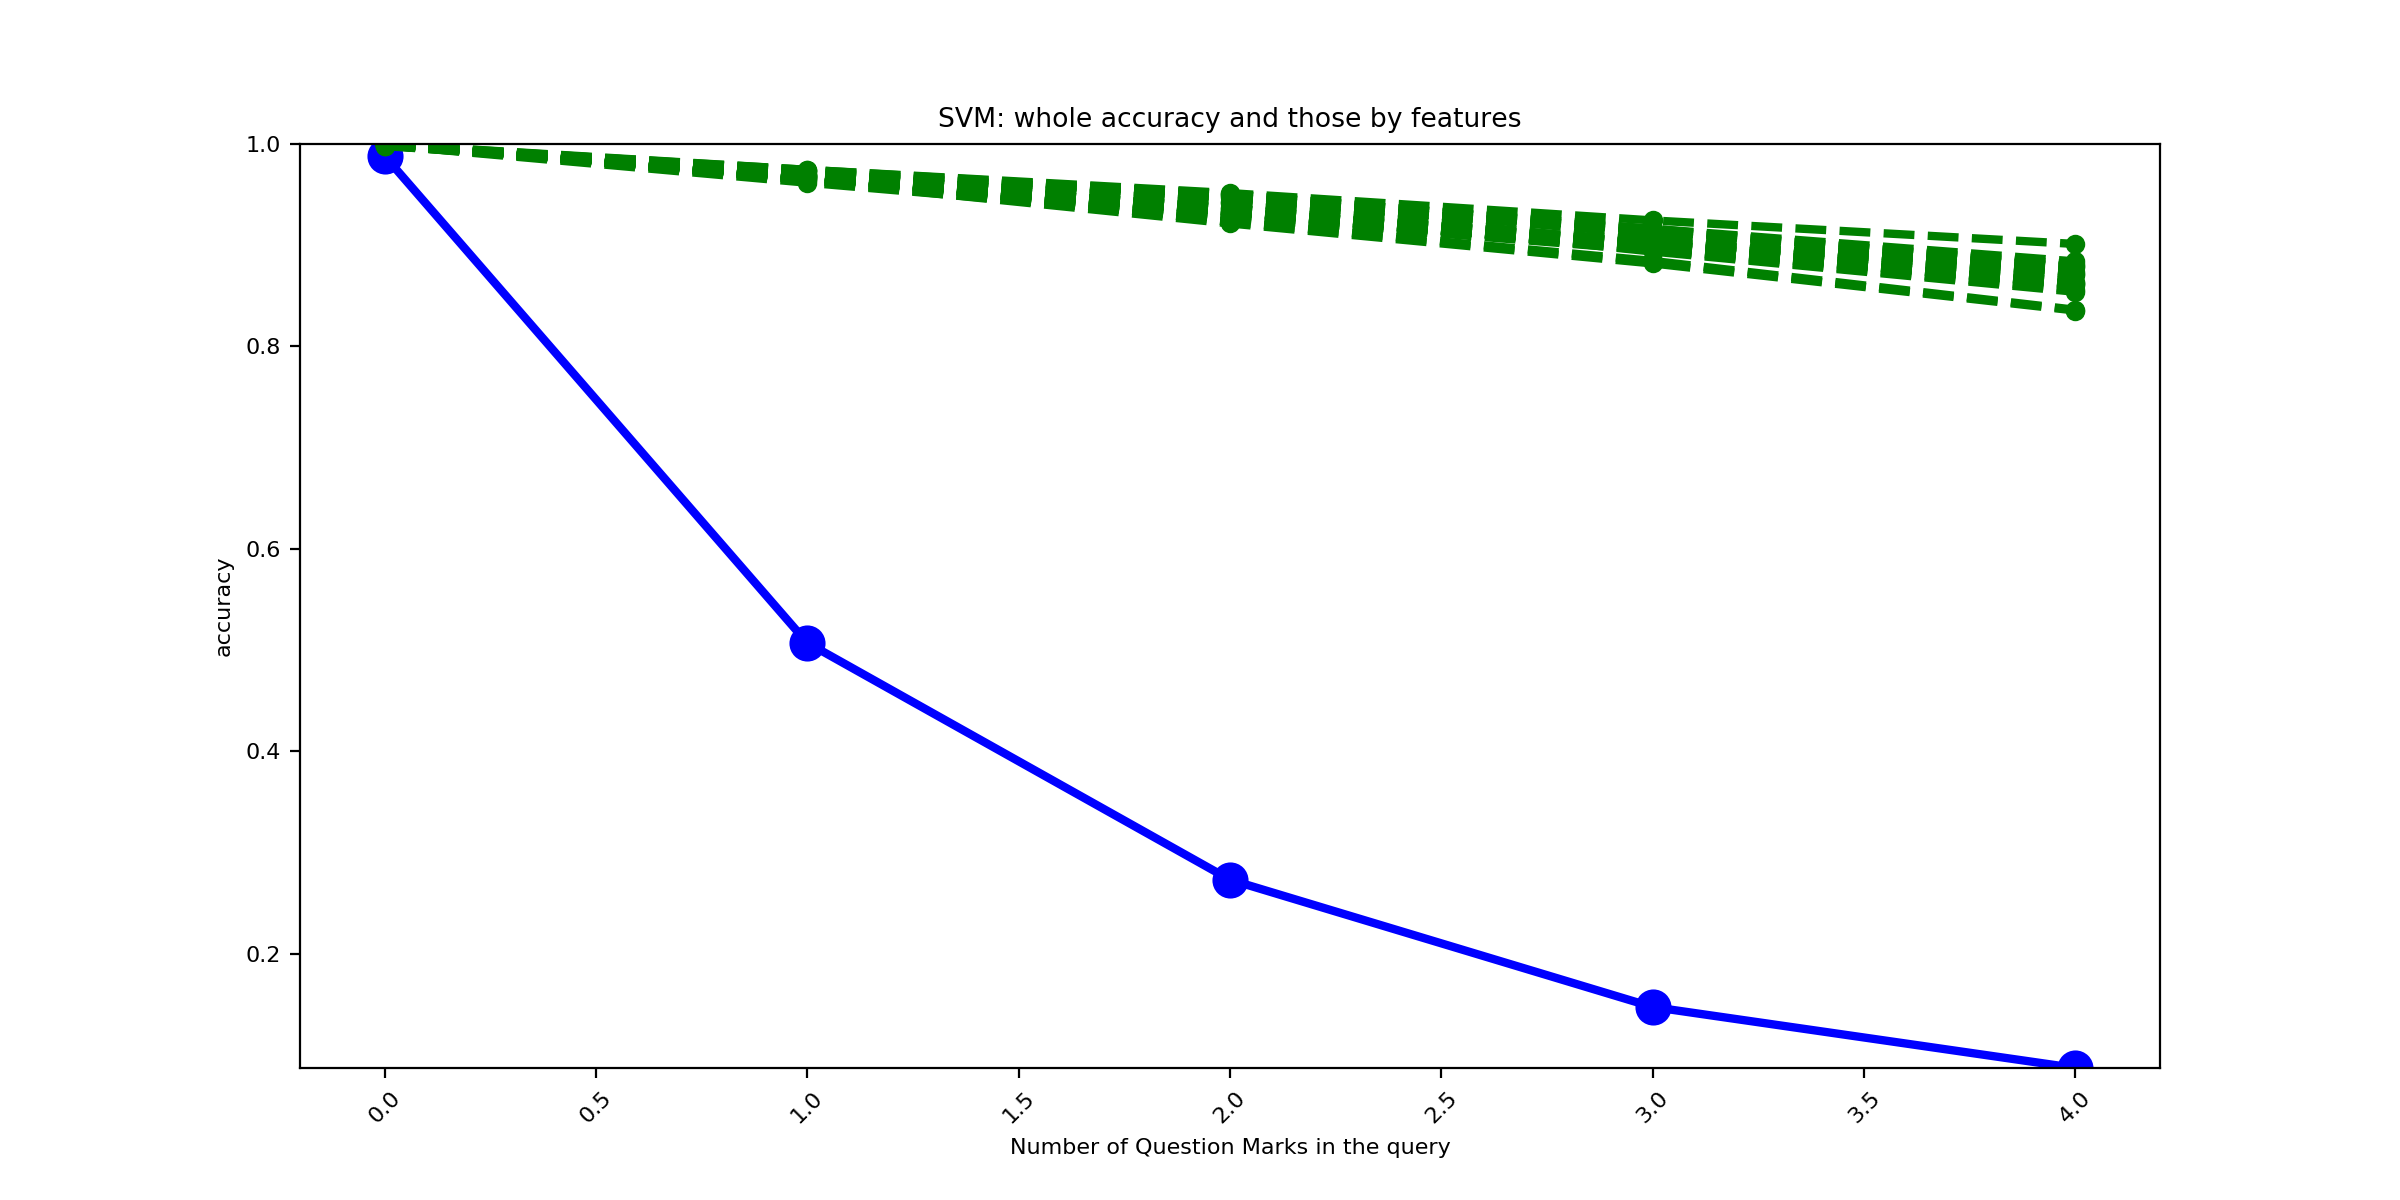 SVM: whole accuracy and those by features
1.0
0.8
0.6
0.4
0.2
accuracy
0.0 0.5 1.0 1.5 2.0 2.5 3.0 3.5 4.0
Number of Question Marks in the query